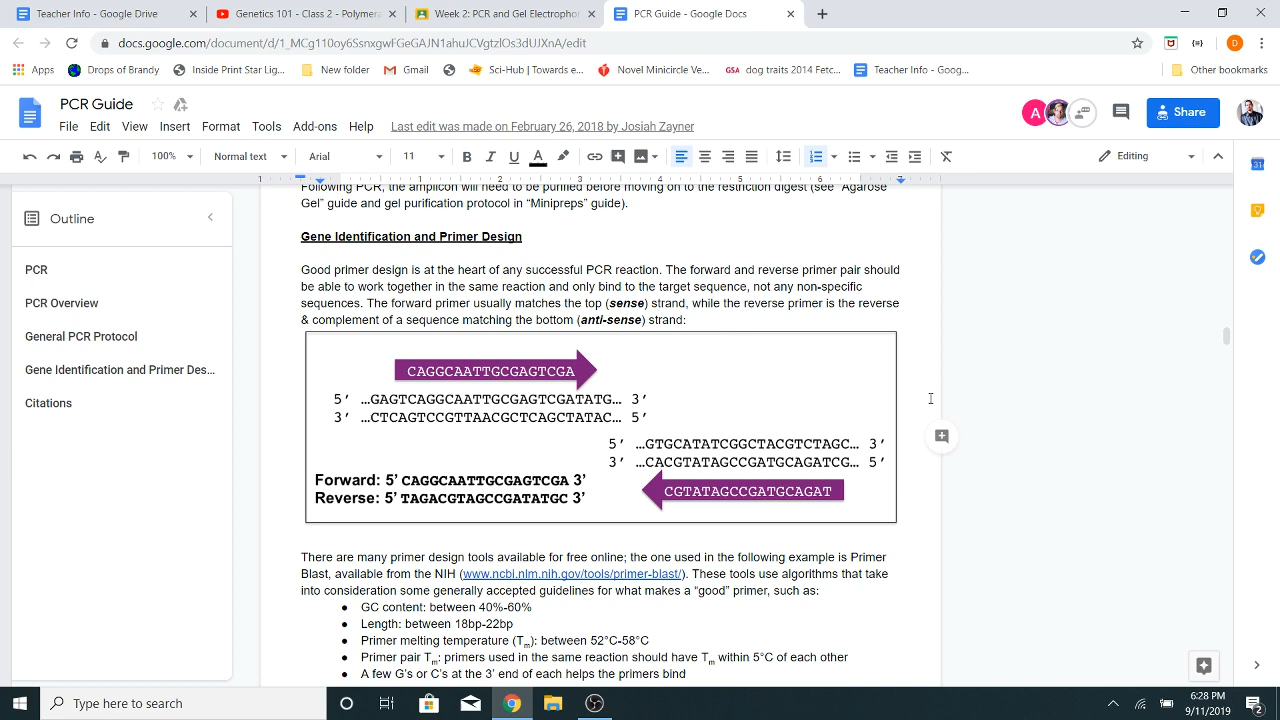 Teacher Info - Google Drive
Genetics 101 - Class 2 - Polymera
Week 2: PCR and Gel Electrophor
PCR Guide - Google Docs
docs.google.com/document/d/1_MCg110oy6SsnxgwFGeGAJN1ahuICVgtzlOs3dUJXnA/edit
Apps
Drops of Brandy
Inside Print Star Lig...
New folder
Gmail
Sci-Hub | Towards e...
Novel Minicircle Ve...
GSA dog traits 2014 Fetc...
Teacher Info - Goog...
Other bookmarks
PCR Guide
File Edit View Insert Format Tools Add-ons Help Last edit was made on February 26, 2018 by Josiah Zayner
A
Share
100% Normal text Arial 11 B I U A Editing
1 1 2 3 4 5 6 7
31
Outline
PCR
PCR Overview
General PCR Protocol
Gene Identification and Primer Des...
Citations
Following PCR, the amplicon will need to be purified before moving on to the restriction digest (see “Agarose
Gel” guide and gel purification protocol in “Minipreps” guide).
Gene Identification and Primer Design
Good primer design is at the heart of any successful PCR reaction. The forward and reverse primer pair should
be able to work together in the same reaction and only bind to the target sequence, not any non-specific
sequences. The forward primer usually matches the top (sense) strand, while the reverse primer is the reverse
& complement of a sequence matching the bottom (anti-sense) strand:
CAGGCAATTGCGAGTCGA
5’ …GAGTCAGGCAATTGCGAGTCGATATG… 3’
3’ …CTCAGTCCGTTAACGCTCAGCTATAC… 5’
5’ …GTGCATATCGGCTACGTCTAGC… 3’
3’ …CACGTATAGCCGATGCAGATCG… 5’
Forward: 5’ CAGGCAATTGCGAGTCGA 3’
Reverse: 5’ TAGACGTAGCCGATATGC 3’
CGTATAGCCGATGCAGAT
There are many primer design tools available for free online; the one used in the following example is Primer
Blast, available from the NIH (www.ncbl.nlm.nih.gov/tools/primer-blast/). These tools use algorithms that take
into consideration some generally accepted guidelines for what makes a “good” primer, such as:
● GC content: between 40%-60%
● Length: between 18bp-22bp
● Primer melting temperature (Tm): between 52°C-58°C
● Primer pair Tm: primers used in the same reaction should have Tm within 5°C of each other
● A few G’s or C’s at the 3’ end of each helps the primers bind
Type here to search
6:28 PM
9/11/2019
2